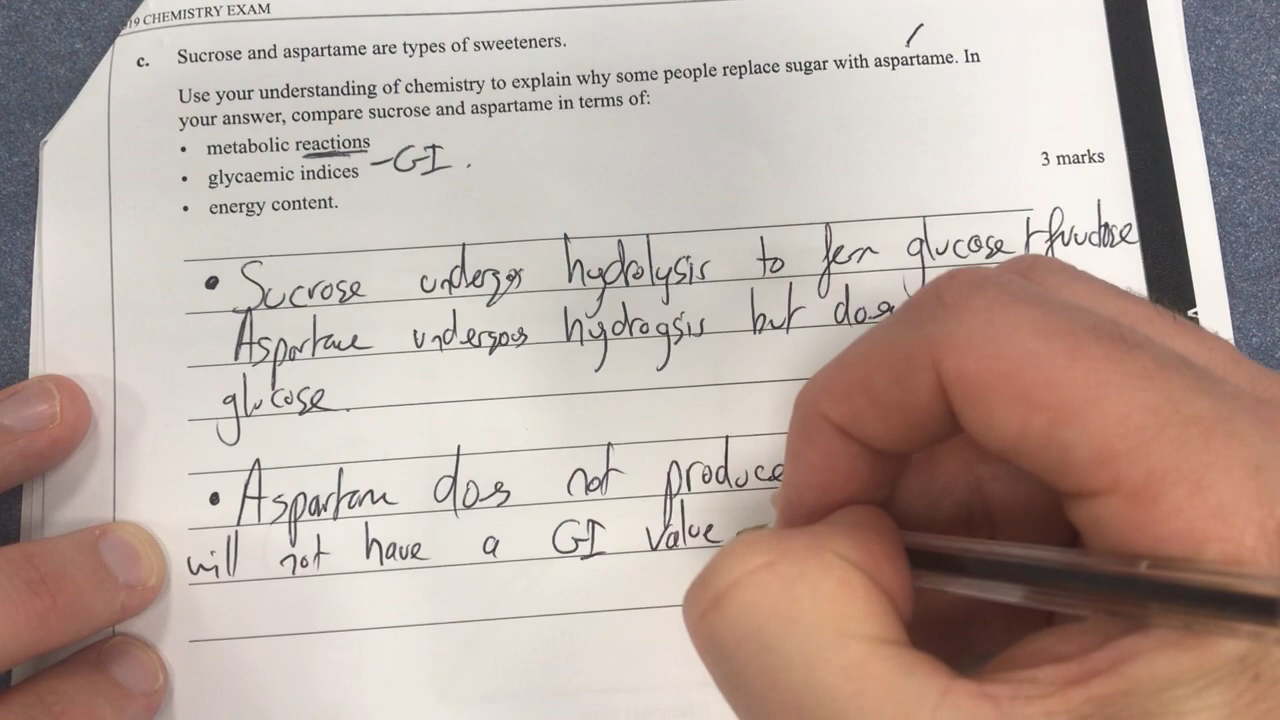 19 CHEMISTRY EXAM
c. Sucrose and aspartame are types of sweeteners.
Use your understanding of chemistry to explain why some people replace sugar with aspartame. In
your answer, compare sucrose and aspartame in terms of:
• metabolic reactions
• glycaemic indices – GI.
• energy content.
3 marks
• Sucrose undergoes hydrolysis to form glucose + fructose
Aspartame undergoes hydrogsis but does
glucose.
• Aspartame does not produce
will not have a GI value